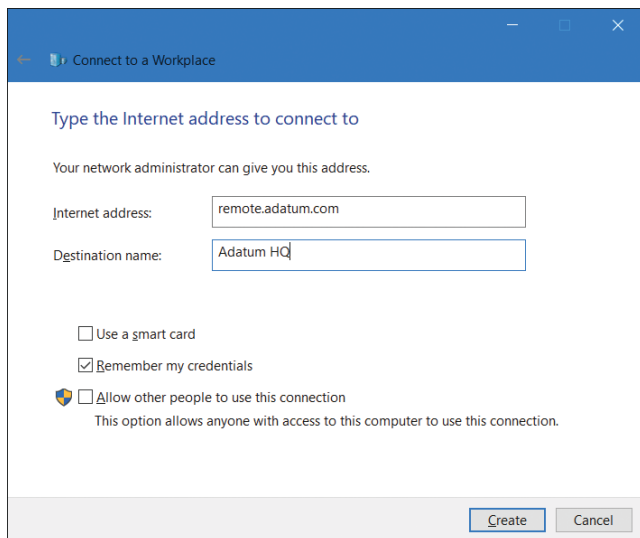 Connect to a Workplace
Type the Internet address to connect to
Your network administrator can give you this address.
Internet address:
remote.adatum.com
Destination name:
Adatum HQ
Use a smart card
Remember my credentials
Allow other people to use this connection
This option allows anyone with access to this computer to use this connection.
Create
Cancel